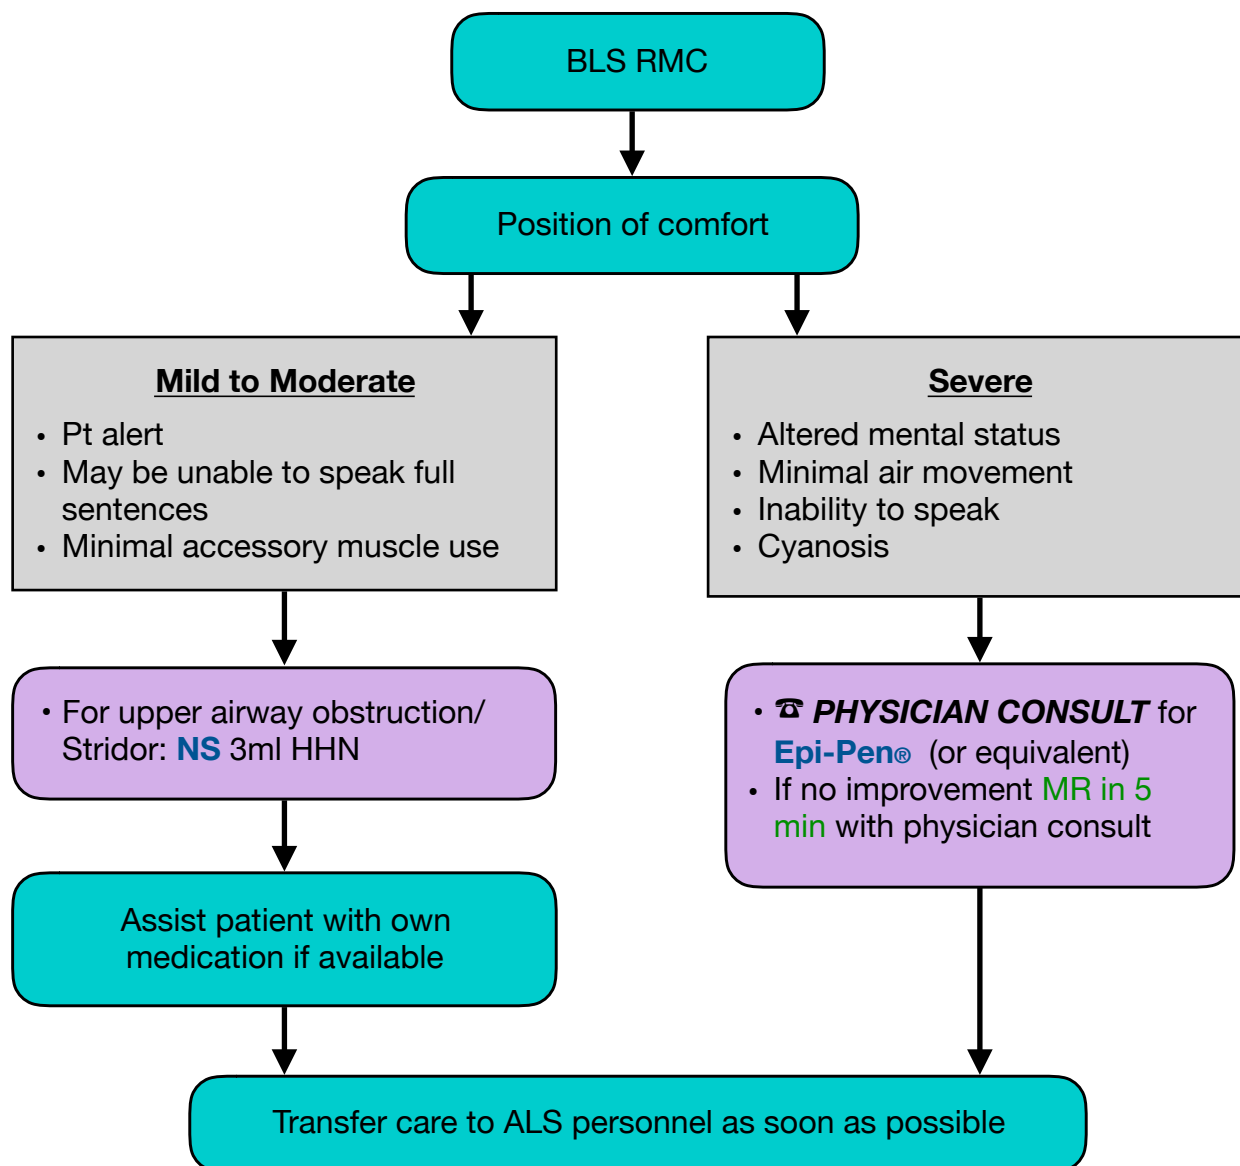 BLS RMC
Position of comfort
Mild to Moderate
• Pt alert
• May be unable to speak full
sentences
• Minimal accessory muscle use
Severe
• Altered mental status
• Minimal air movement
• Inability to speak
• Cyanosis
• For upper airway obstruction/
Stridor: NS 3ml HHN
• ☎ PHYSICIAN CONSULT for
Epi-Pen® (or equivalent)
• If no improvement MR in 5
min with physician consult
Assist patient with own
medication if available
Transfer care to ALS personnel as soon as possible